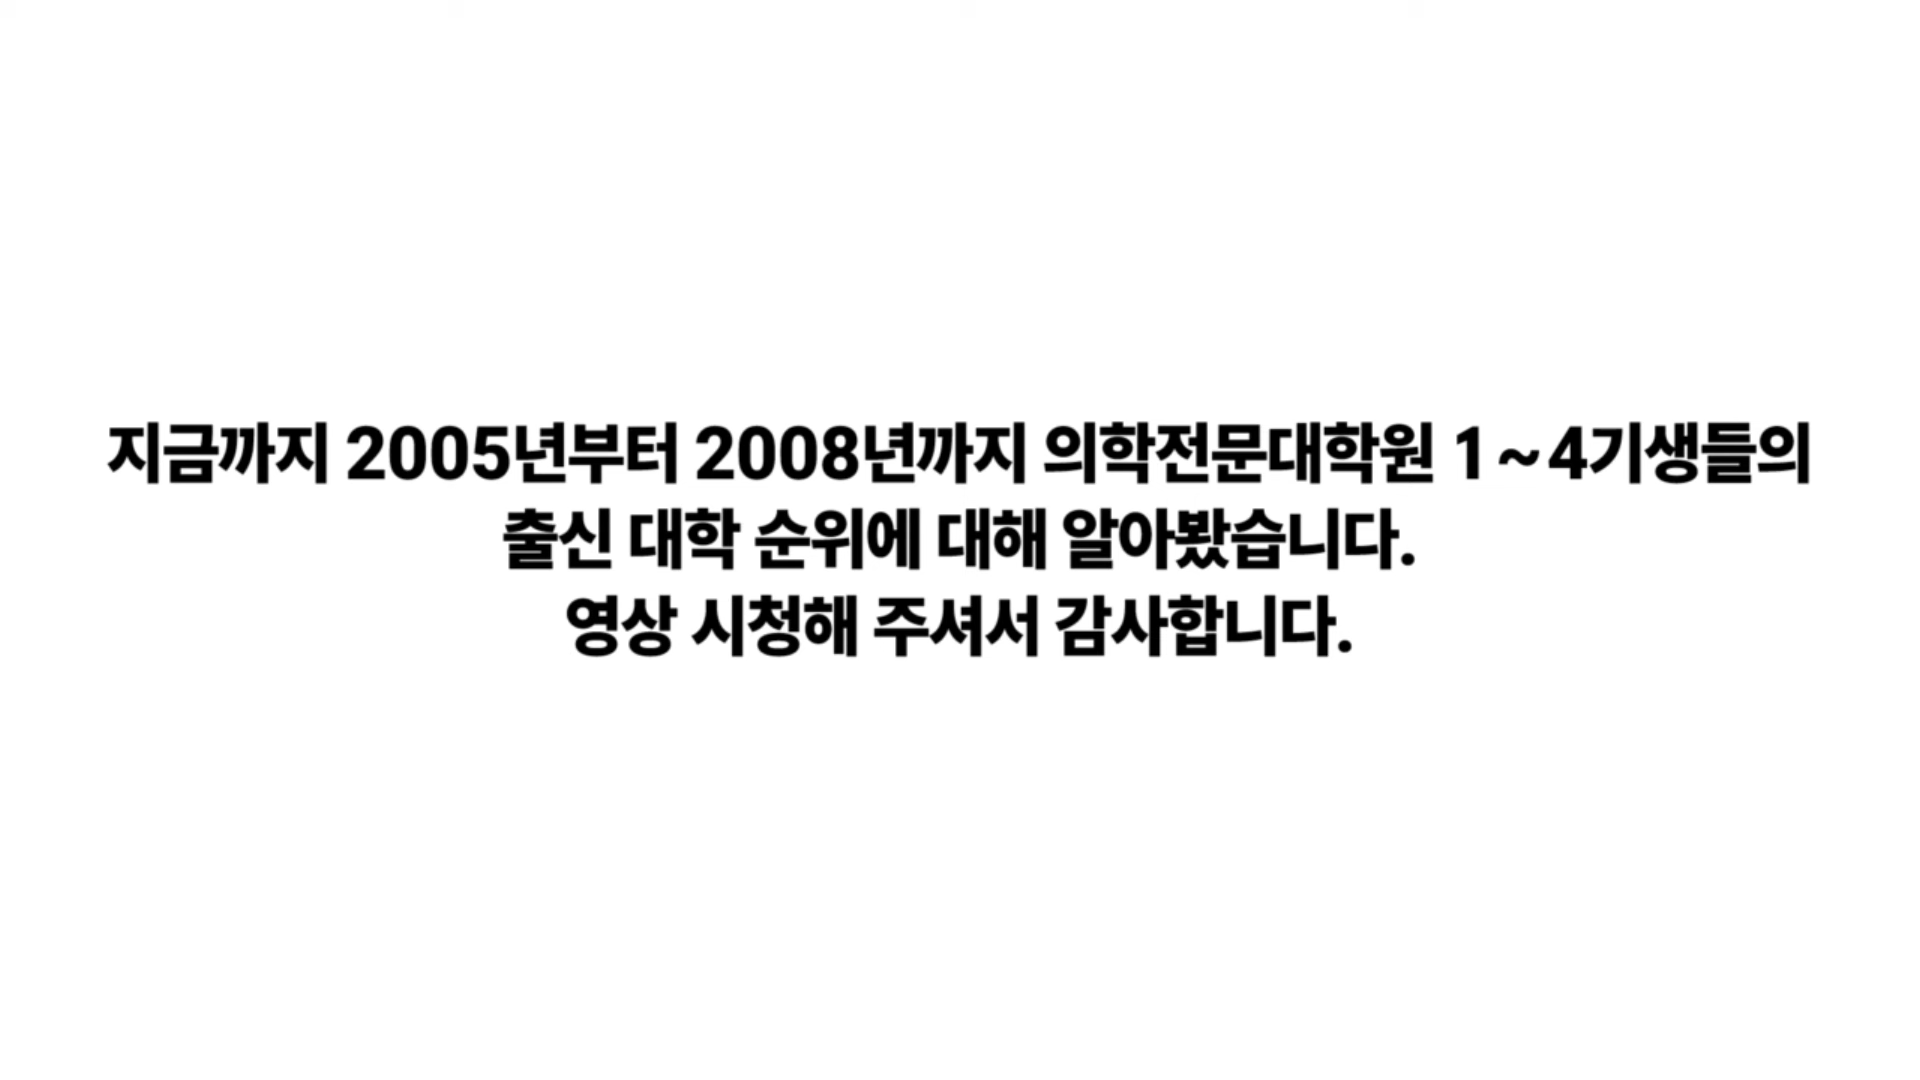 지금까지 2005년부터 2008년까지 의학전문대학원 1~4기생들의
출신 대학 순위에 대해 알아봤습니다.
영상 시청해 주셔서 감사합니다.